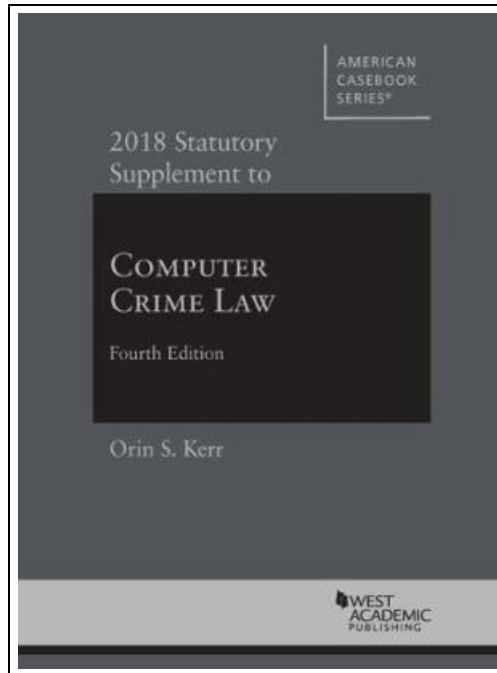 AMERICAN
CASEBOOK
SERIES®
2018 Statutory
Supplement to
COMPUTER
CRIME LAW
Fourth Edition
Orin S. Kerr
WEST
ACADEMIC
PUBLISHING